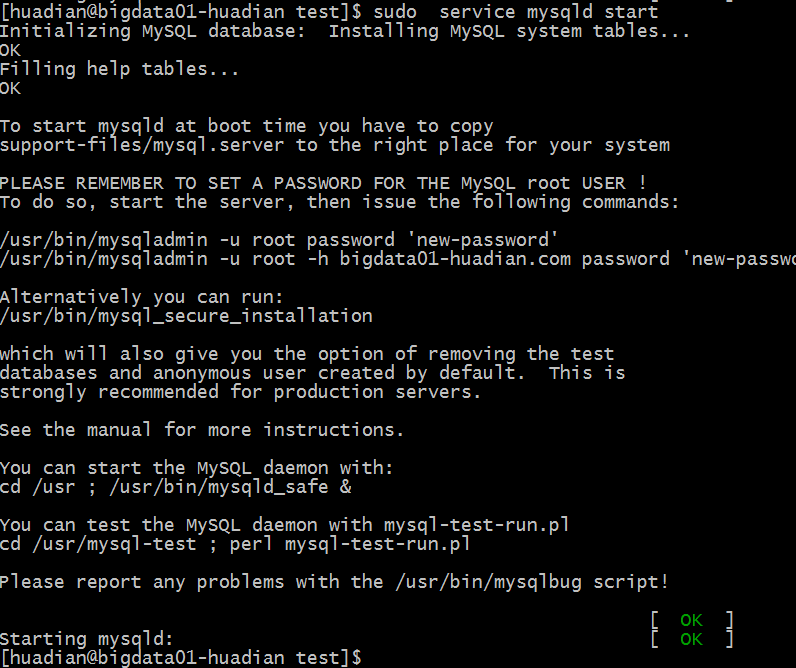 [huadian@bigdata01-huadian test]$ sudo  service mysqld start
Initializing MySQL database:  Installing MySQL system tables...
OK
Filling help tables...
OK
To start mysqld at boot time you have to copy
support-files/mysql.server to the right place for your system
PLEASE REMEMBER TO SET A PASSWORD FOR THE MySQL root USER !
To do so, start the server, then issue the following commands:
/usr/bin/mysqladmin -u root password 'new-password'
/usr/bin/mysqladmin -u root -h bigdata01-huadian.com password 'new-passwo
Alternatively you can run:
/usr/bin/mysql_secure_installation
which will also give you the option of removing the test
databases and anonymous user created by default.  This is
strongly recommended for production servers.
See the manual for more instructions.
You can start the MySQL daemon with:
cd /usr ; /usr/bin/mysqld_safe &
You can test the MySQL daemon with mysql-test-run.pl
cd /usr/mysql-test ; perl mysql-test-run.pl
Please report any problems with the /usr/bin/mysqlbug script!
[  OK  ]
Starting mysqld: [  OK  ]
[huadian@bigdata01-huadian test]$